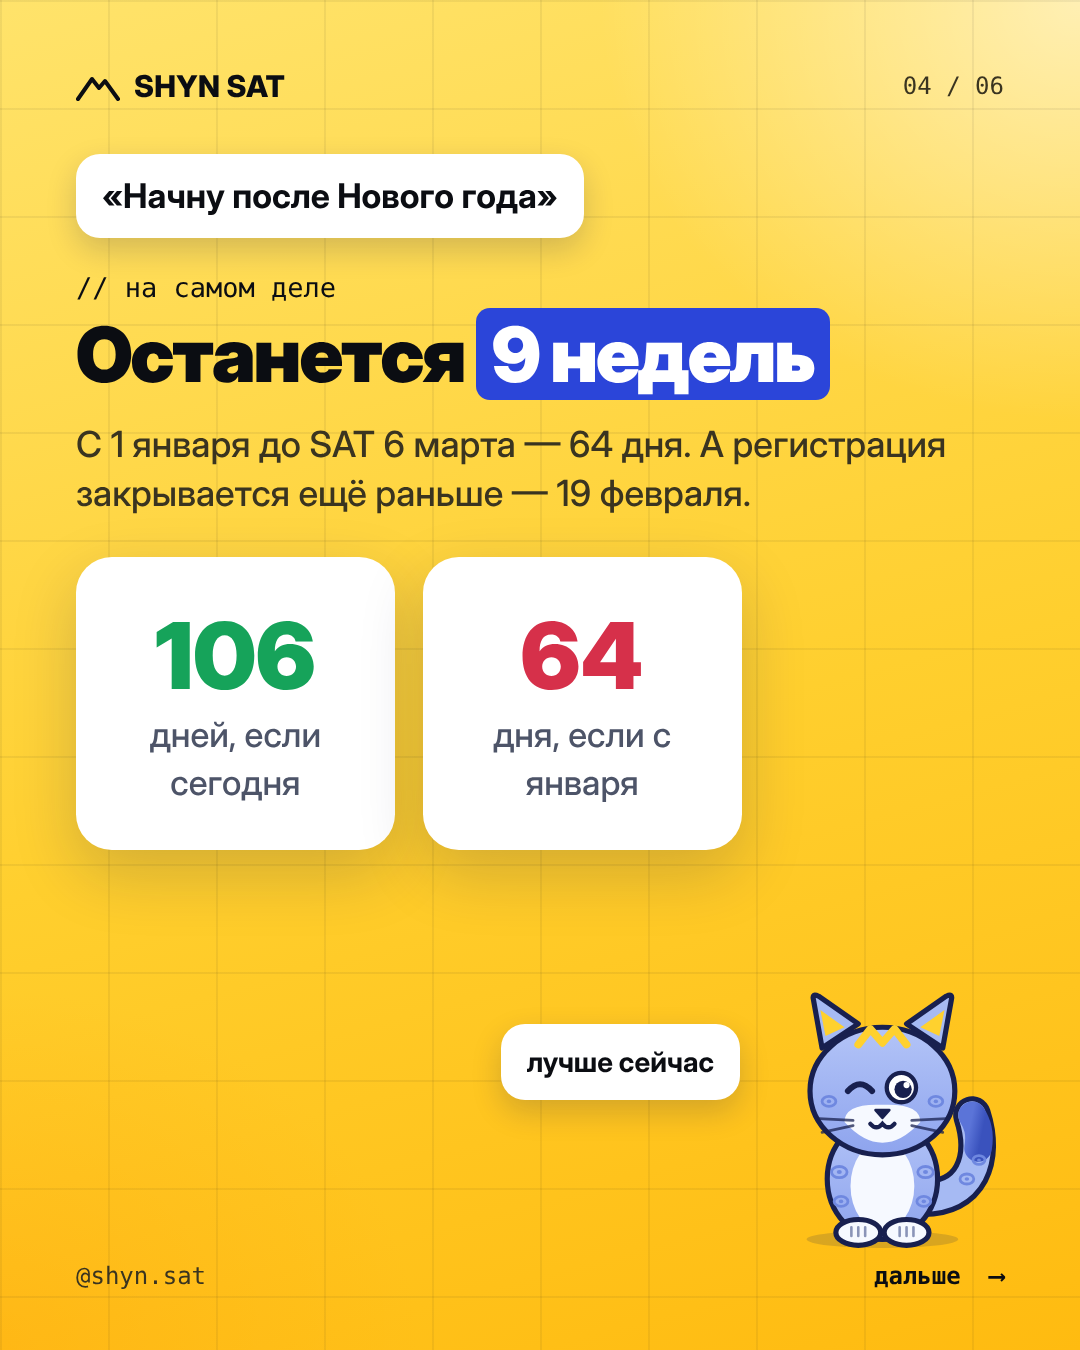 SHYN SAT
04 / 06
«Начну после Нового года»
// на самом деле
Останется 9 недель
С 1 января до SAT 6 марта — 64 дня. А регистрация
закрывается ещё раньше — 19 февраля.
106
дней, если
сегодня
64
дня, если с
января
лучше сейчас
@shyn.sat
дальше →